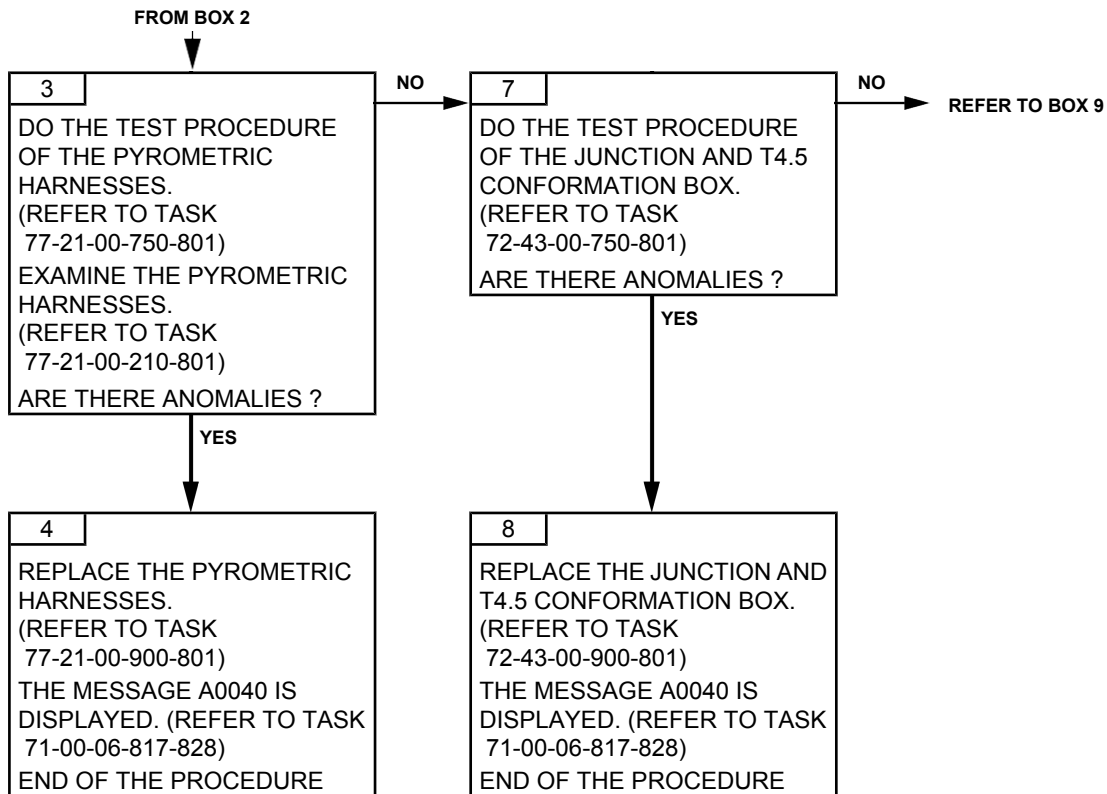 FROM BOX 2
3
DO THE TEST PROCEDURE
OF THE PYROMETRIC
HARNESSES.
(REFER TO TASK
77-21-00-750-801)
EXAMINE THE PYROMETRIC
HARNESSES.
(REFER TO TASK
77-21-00-210-801)
ARE THERE ANOMALIES ?
NO
7
DO THE TEST PROCEDURE
OF THE JUNCTION AND T4.5
CONFORMATION BOX.
(REFER TO TASK
72-43-00-750-801)
ARE THERE ANOMALIES ?
NO
REFER TO BOX 9
YES
YES
4
REPLACE THE PYROMETRIC
HARNESSES.
(REFER TO TASK
77-21-00-900-801)
THE MESSAGE A0040 IS
DISPLAYED. (REFER TO TASK
71-00-06-817-828)
END OF THE PROCEDURE
8
REPLACE THE JUNCTION AND
T4.5 CONFORMATION BOX.
(REFER TO TASK
72-43-00-900-801)
THE MESSAGE A0040 IS
DISPLAYED. (REFER TO TASK
71-00-06-817-828)
END OF THE PROCEDURE